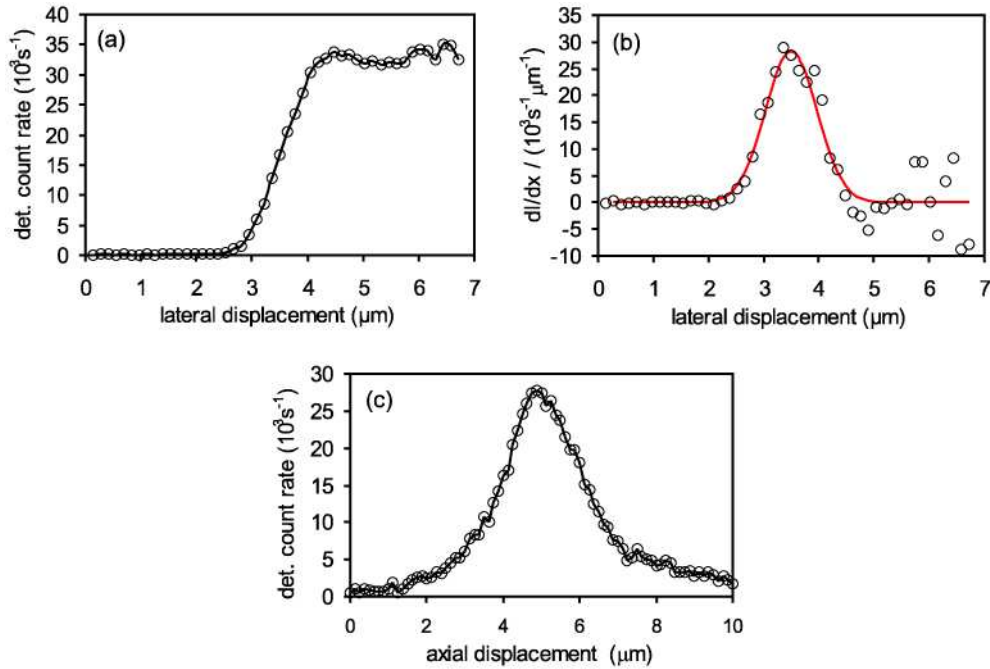 (a)
det. count rate (10³s⁻¹)
40
35
30
25
20
15
10
5
0
0 1 2 3 4 5 6 7
lateral displacement (µm)
(b)
dI/dx / (10³s⁻¹µm⁻¹)
35
30
25
20
15
10
5
0
-5
-10
0 1 2 3 4 5 6 7
lateral displacement (µm)
(c)
det. count rate (10³s⁻¹)
30
25
20
15
10
5
0
0 2 4 6 8 10
axial displacement (µm)